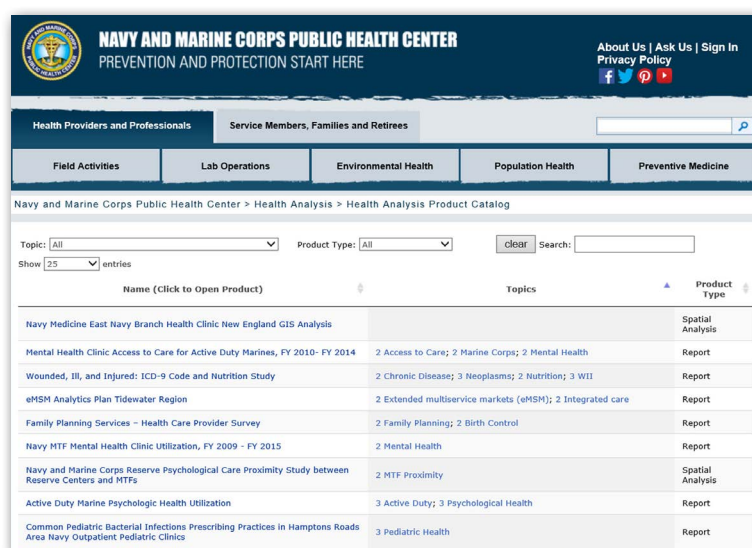 NAVY AND MARINE CORPS PUBLIC HEALTH CENTER
PREVENTION AND PROTECTION START HERE
About Us | Ask Us | Sign In
Privacy Policy
Health Providers and Professionals
Service Members, Families and Retirees
Field Activities
Lab Operations
Environmental Health
Population Health
Preventive Medicine
Navy and Marine Corps Public Health Center > Health Analysis > Health Analysis Product Catalog
Topic: All Product Type: All clear Search:
Show 25 entries
Name (Click to Open Product) Topics Product
Type
Navy Medicine East Navy Branch Health Clinic New England GIS Analysis Spatial
Analysis
Mental Health Clinic Access to Care for Active Duty Marines, FY 2010- FY 2014 2 Access to Care; 2 Marine Corps; 2 Mental Health Report
Wounded, Ill, and Injured: ICD-9 Code and Nutrition Study 2 Chronic Disease; 3 Neoplasms; 2 Nutrition; 3 WII Report
eMSM Analytics Plan Tidewater Region 2 Extended multiservice markets (eMSM); 2 Integrated care Report
Family Planning Services – Health Care Provider Survey 2 Family Planning; 2 Birth Control Report
Navy MTF Mental Health Clinic Utilization, FY 2009 - FY 2015 2 Mental Health Report
Navy and Marine Corps Reserve Psychological Care Proximity Study between
Reserve Centers and MTFs 2 MTF Proximity Spatial
Analysis
Active Duty Marine Psychologic Health Utilization 3 Active Duty; 3 Psychological Health Report
Common Pediatric Bacterial Infections Prescribing Practices in Hamptons Roads
Area Navy Outpatient Pediatric Clinics 3 Pediatric Health Report